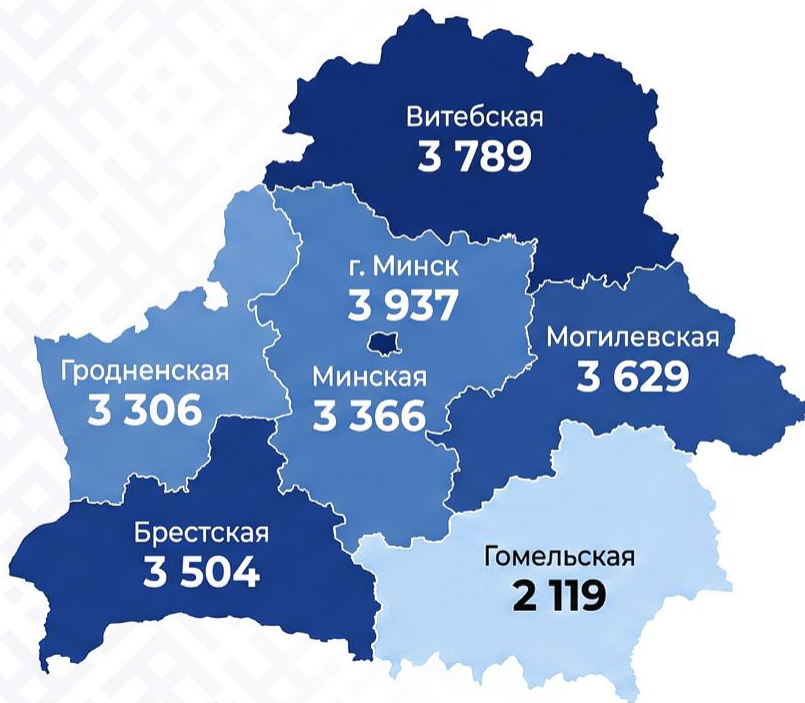 Витебская
3 789
г. Минск
3 937
Могилевская
3 629
Гродненская
3 306
Минская
3 366
Брестская
3 504
Гомельская
2 119